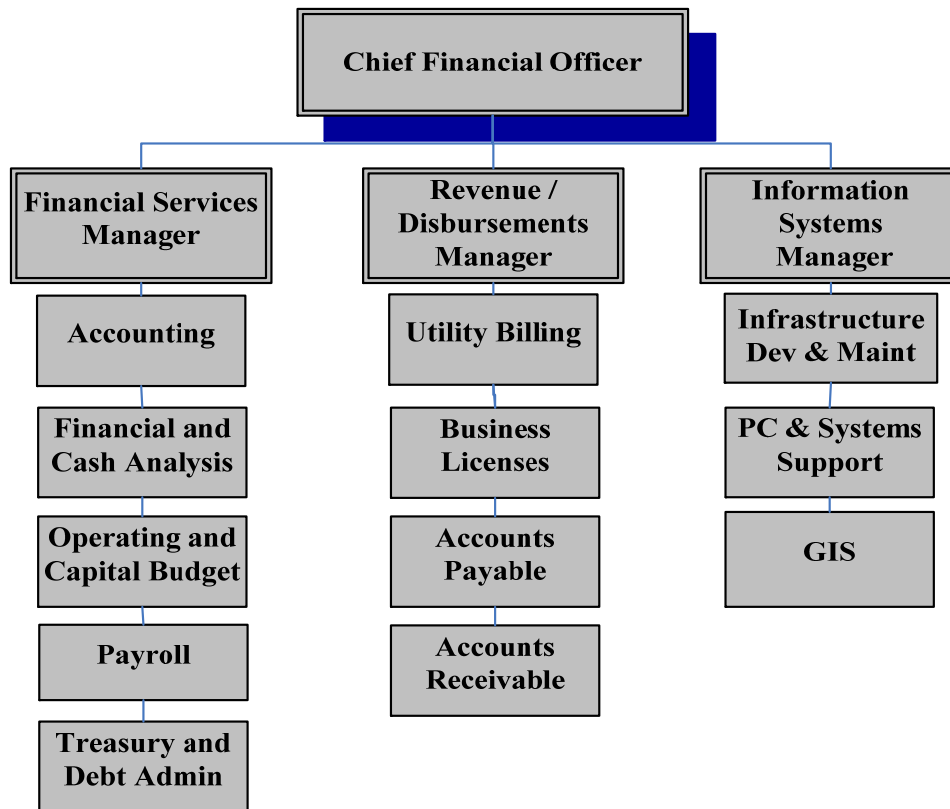 Chief Financial Officer
Financial Services
Manager
Revenue /
Disbursements
Manager
Information
Systems
Manager
Accounting
Financial and
Cash Analysis
Operating and
Capital Budget
Payroll
Treasury and
Debt Admin
Utility Billing
Business
Licenses
Accounts
Payable
Accounts
Receivable
Infrastructure
Dev & Maint
PC & Systems
Support
GIS